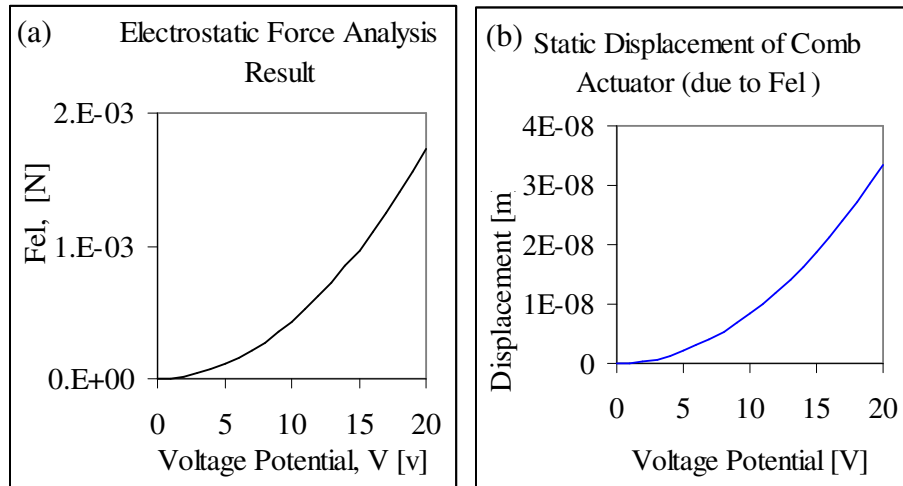 (a) Electrostatic Force Analysis
Result
2.E-03
1.E-03
0.E+00
Fel, [N]
0 5 10 15 20
Voltage Potential, V [v]
(b) Static Displacement of Comb
Actuator (due to Fel )
4E-08
3E-08
2E-08
1E-08
0
Displacement [m
0 5 10 15 20
Voltage Potential [V]